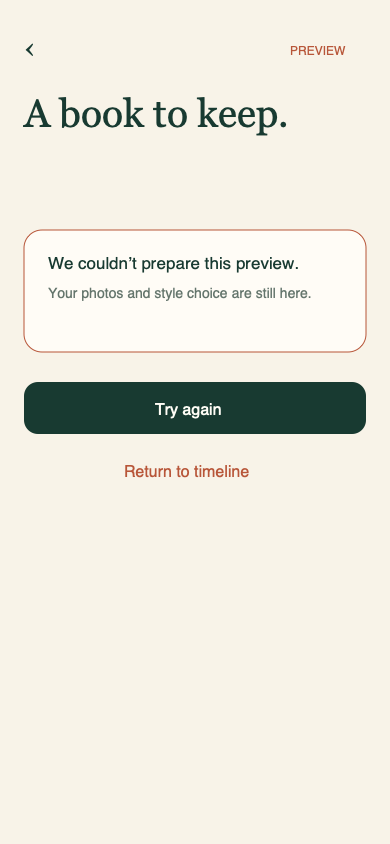 PREVIEW
A book to keep.
We couldn’t prepare this preview.
Your photos and style choice are still here.
Try again
Return to timeline